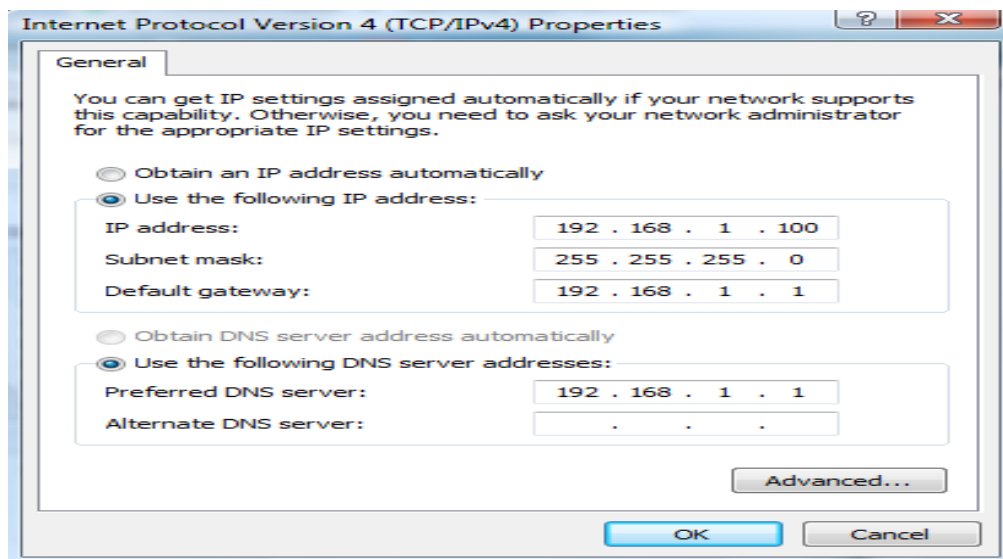 Internet Protocol Version 4 (TCP/IPv4) Properties
?
General
You can get IP settings assigned automatically if your network supports
this capability. Otherwise, you need to ask your network administrator
for the appropriate IP settings.
Obtain an IP address automatically
Use the following IP address:
IP address: 192 . 168 . 1 . 100
Subnet mask: 255 . 255 . 255 . 0
Default gateway: 192 . 168 . 1 . 1
Obtain DNS server address automatically
Use the following DNS server addresses:
Preferred DNS server: 192 . 168 . 1 . 1
Alternate DNS server: . . .
Advanced...
OK Cancel